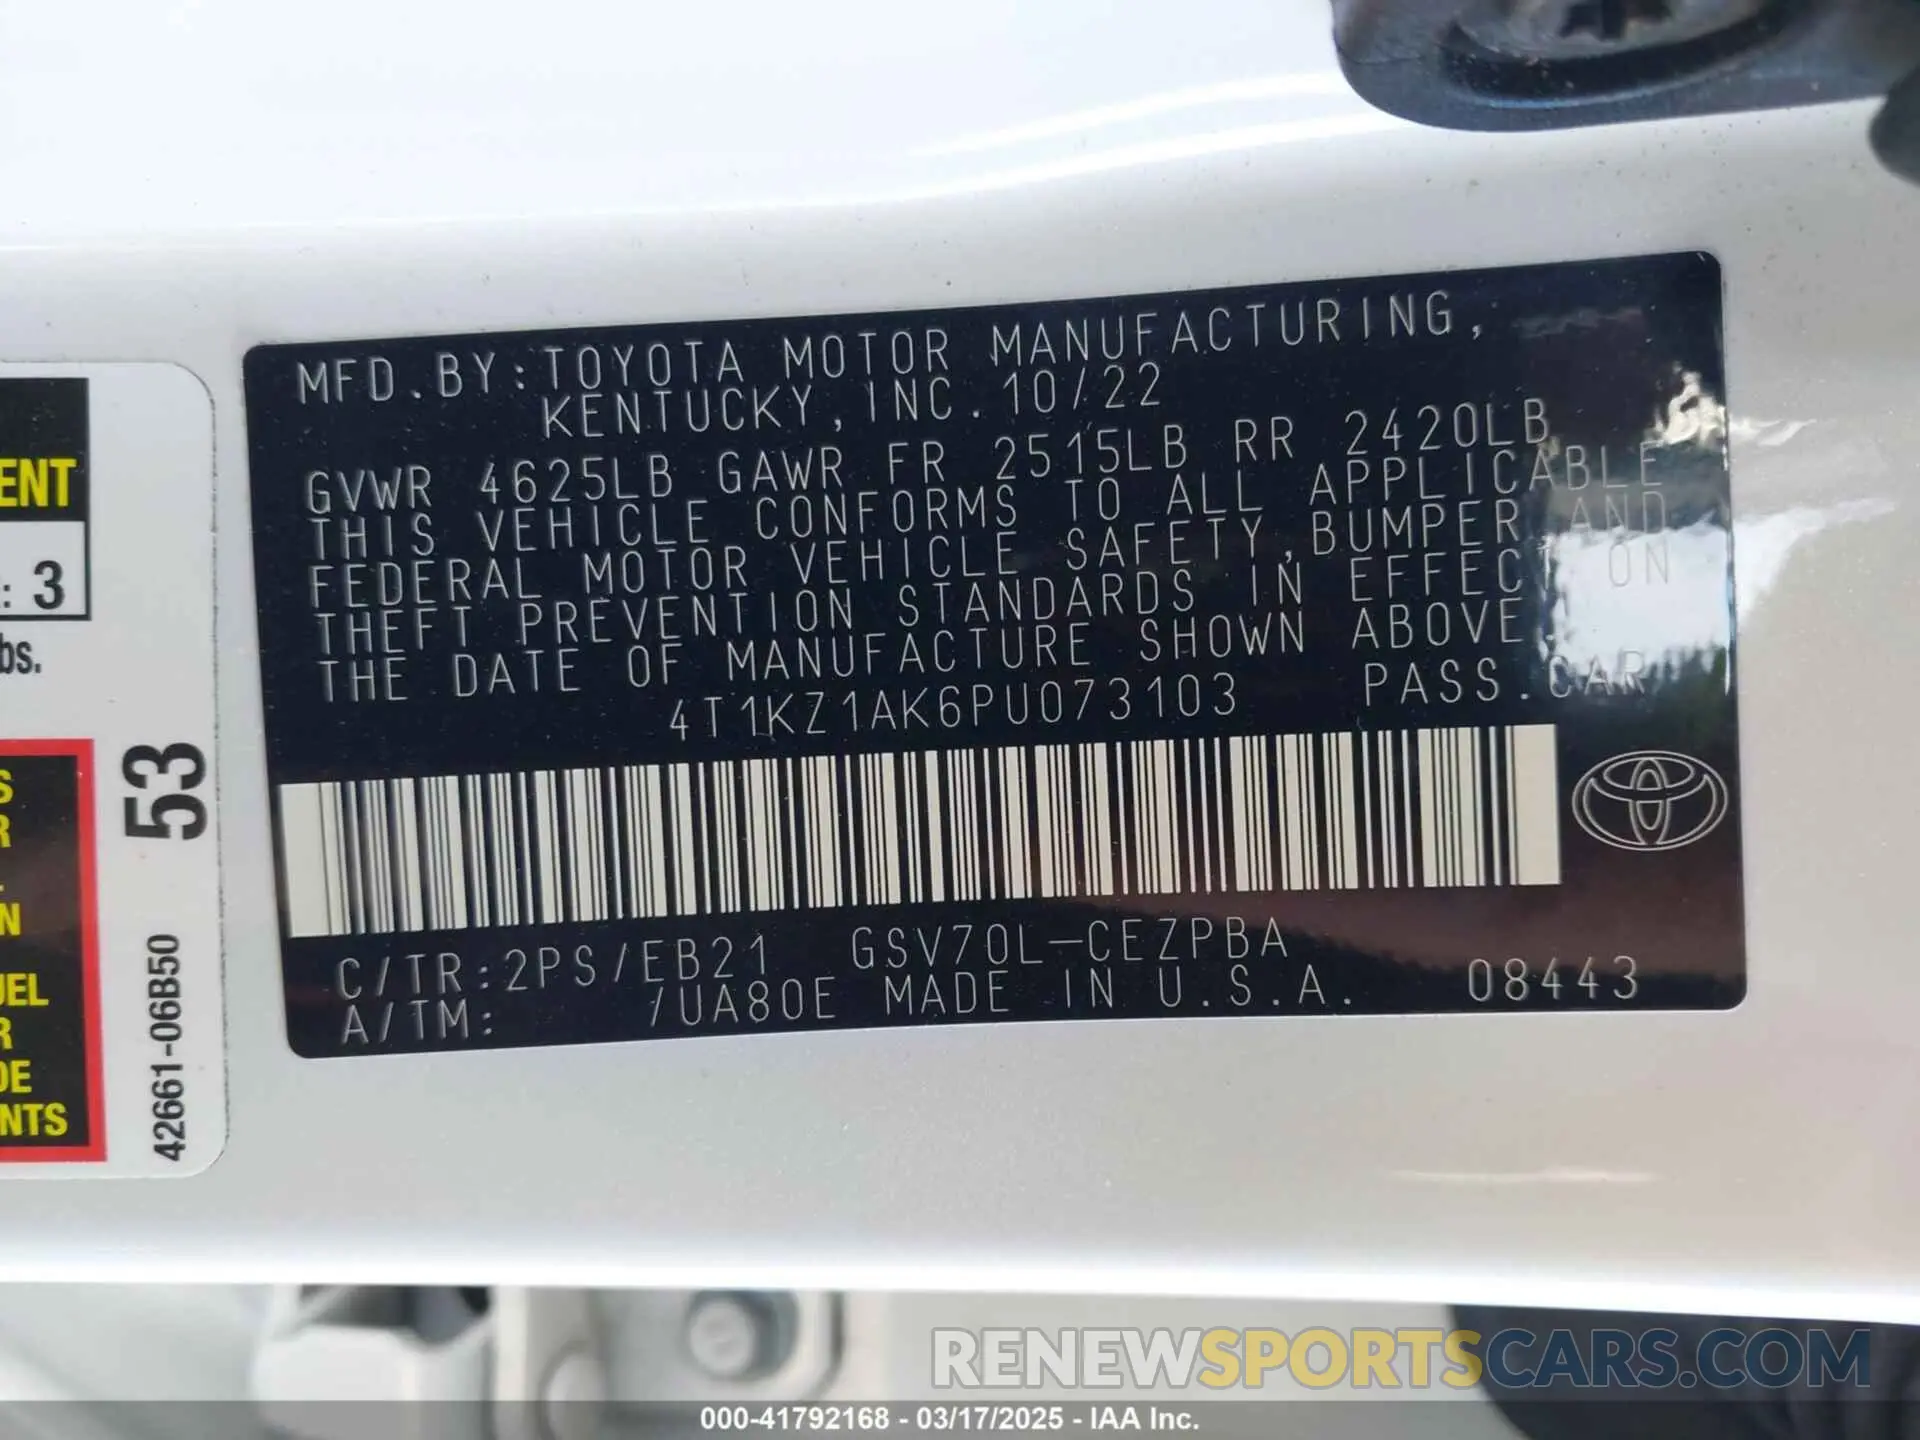 MFD.BY:TOYOTA MOTOR MANUFACTURING,
KENTUCKY, INC. 10/22
GVWR 4625LB GAWR FR 2515LB RR 2420LB
THIS VEHICLE CONFORMS TO ALL APPLICABLE
FEDERAL MOTOR VEHICLE SAFETY, BUMPER AND
THEFT PREVENTION STANDARDS IN EFFECT ON
THE DATE OF MANUFACTURE SHOWN ABOVE.
4T1KZ1AK6PU073103 PASS.CAR
C/TR:2PS/EB21 GSV70L-CEZPBA
A/TM: /UA80E MADE IN U.S.A. 08443
ENT
: 3
bs.
53
42661-06B50
S
R
N
UEL
R
DE
NTS
RENEWSPORTSCARS.COM
000-41792168 - 03/17/2025 - IAA Inc.